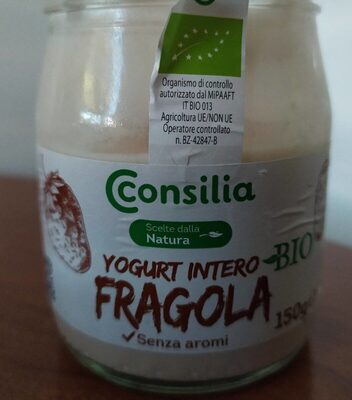 Organismo di controllo
autorizzato dal MiPAAFT
IT BIO 013
Agricoltura UE/NON UE
Operatore controllato
n. BZ-42847-B
Consilia
Scelte dalla
Natura
YOGURT INTERO
BIO
FRAGOLA
150g
Senza aromi